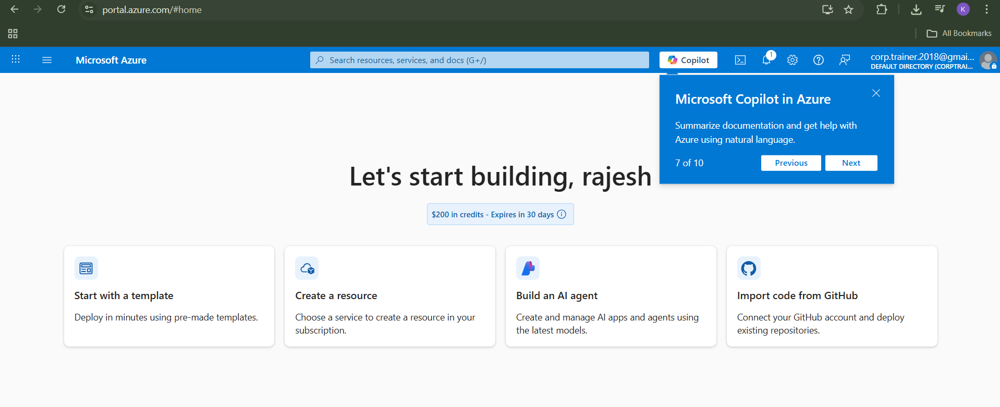 portal.azure.com/#home
All Bookmarks
Microsoft Azure
Search resources, services, and docs (G+/)
Copilot
1
corp.trainer.2018@gmai...
DEFAULT DIRECTORY (CORPTRAI...
K
Microsoft Copilot in Azure
Summarize documentation and get help with
Azure using natural language.
7 of 10
Previous
Next
Let's start building, rajesh
$200 in credits - Expires in 30 days
Start with a template
Deploy in minutes using pre-made templates.
Create a resource
Choose a service to create a resource in your
subscription.
Build an AI agent
Create and manage AI apps and agents using
the latest models.
Import code from GitHub
Connect your GitHub account and deploy
existing repositories.